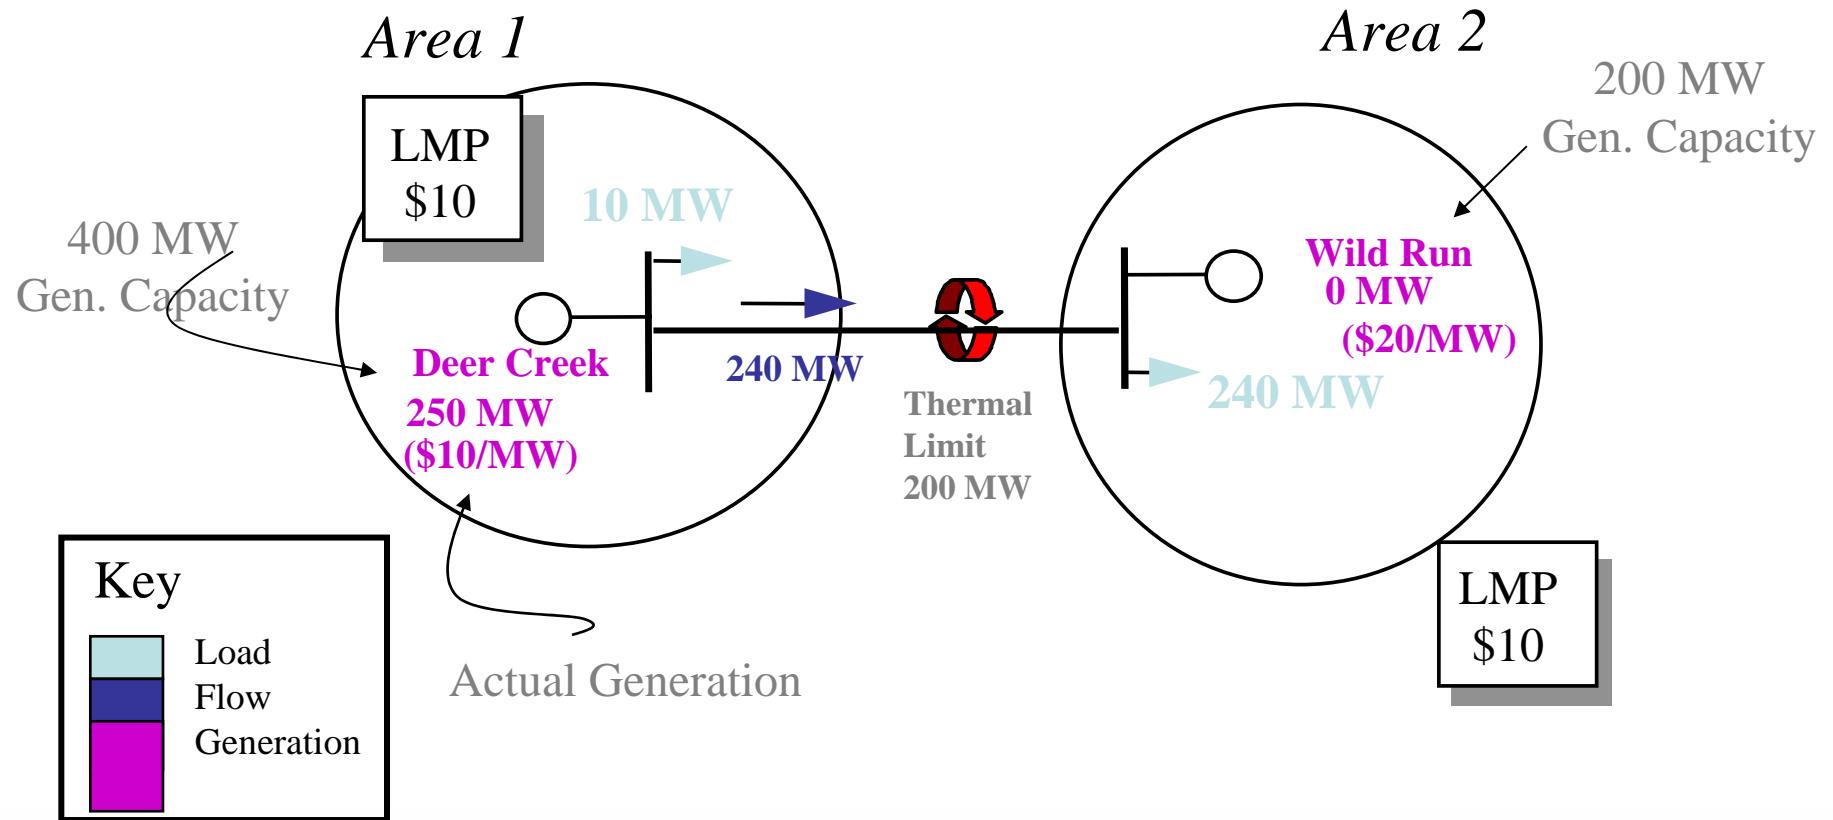 Area 1
Area 2
200 MW
Gen. Capacity
LMP
$10
400 MW
Gen. Capacity
10 MW
Deer Creek
250 MW
($10/MW)
240 MW
Thermal
Limit
200 MW
Wild Run
0 MW
($20/MW)
240 MW
LMP
$10
Actual Generation
Key
Load
Flow
Generation